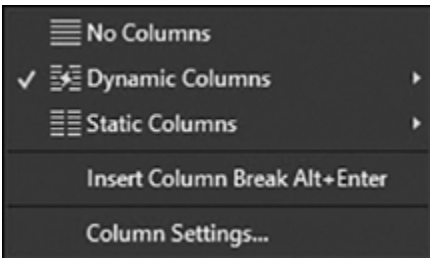 No Columns
Dynamic Columns
Static Columns
Insert Column Break Alt+Enter
Column Settings...